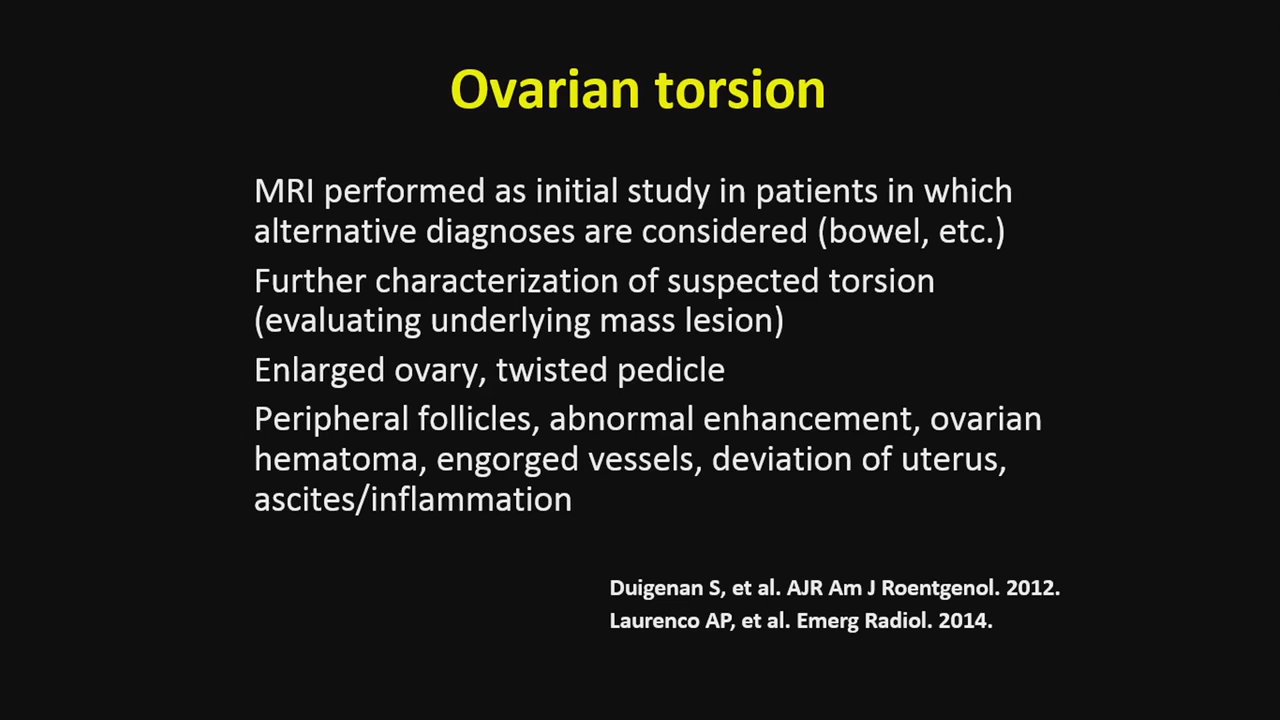 Ovarian torsion
MRI performed as initial study in patients in which
alternative diagnoses are considered (bowel, etc.)
Further characterization of suspected torsion
(evaluating underlying mass lesion)
Enlarged ovary, twisted pedicle
Peripheral follicles, abnormal enhancement, ovarian
hematoma, engorged vessels, deviation of uterus,
ascites/inflammation
Duigenan S, et al. AJR Am J Roentgenol. 2012.
Laurenco AP, et al. Emerg Radiol. 2014.